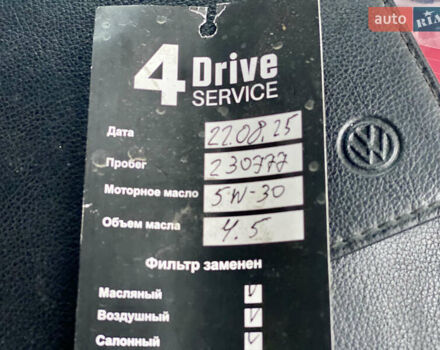 auto RIA
4 Drive
SERVICE
Дата 22.08.25
Пробег 230777
Моторное масло 5W-30
Объем масла 4.5
Фильтр заменен
Масляный ✓
Воздушный ✓
Салонный ✓